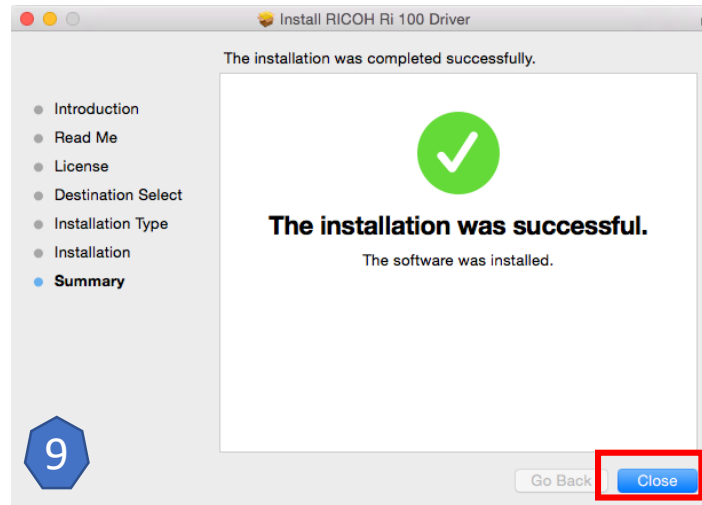 Install RICOH Ri 100 Driver
The installation was completed successfully.
Introduction
Read Me
License
Destination Select
Installation Type
Installation
Summary
The installation was successful.
The software was installed.
9
Go Back
Close